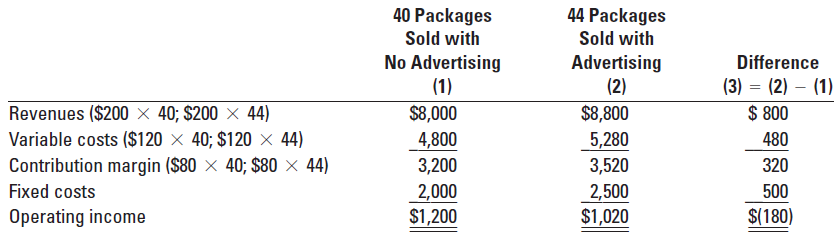 40 Packages 44 Packages
Sold with Sold with
No Advertising Advertising Difference
(1) (2) (3) = (2) − (1)
Revenues ($200 × 40; $200 × 44) $8,000 $8,800 $ 800
Variable costs ($120 × 40; $120 × 44) 4,800 5,280 480
Contribution margin ($80 × 40; $80 × 44) 3,200 3,520 320
Fixed costs 2,000 2,500 500
Operating income $1,200 $1,020 $(180)